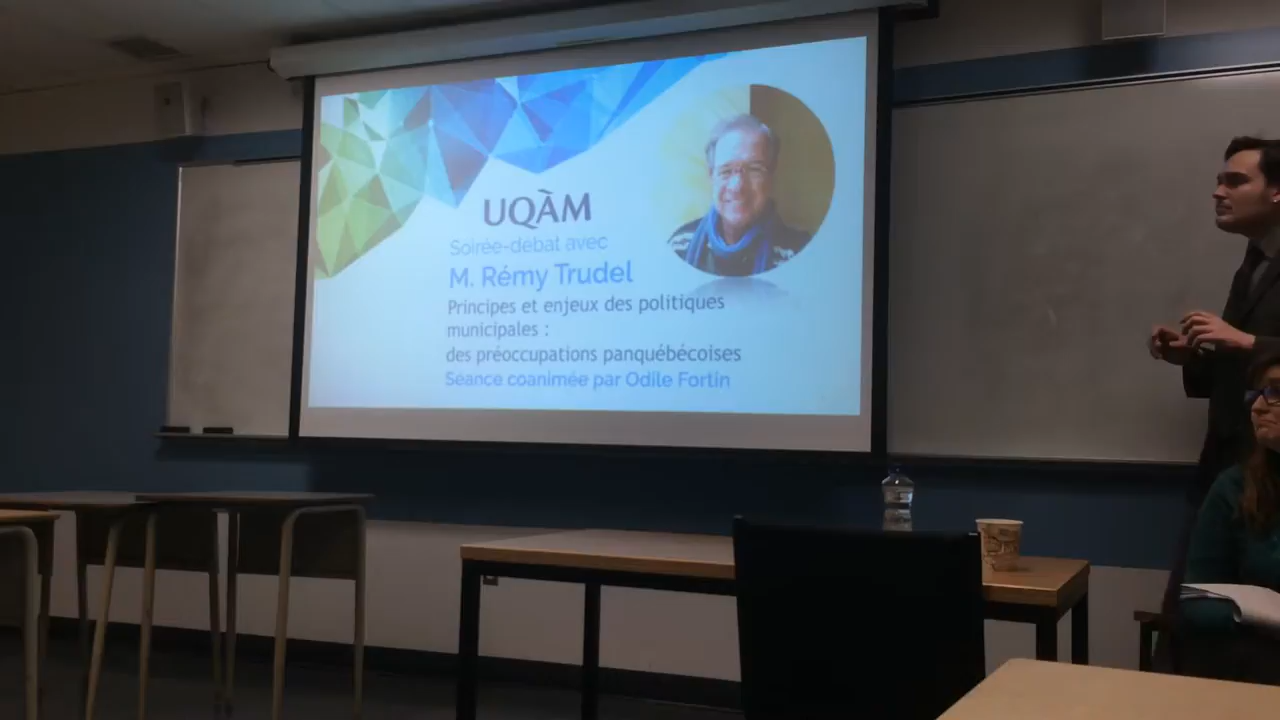 UQÀM
Soirée-débat avec
M. Rémy Trudel
Principes et enjeux des politiques
municipales :
des préoccupations panquébécoises
Séance coanimée par Odile Fortin